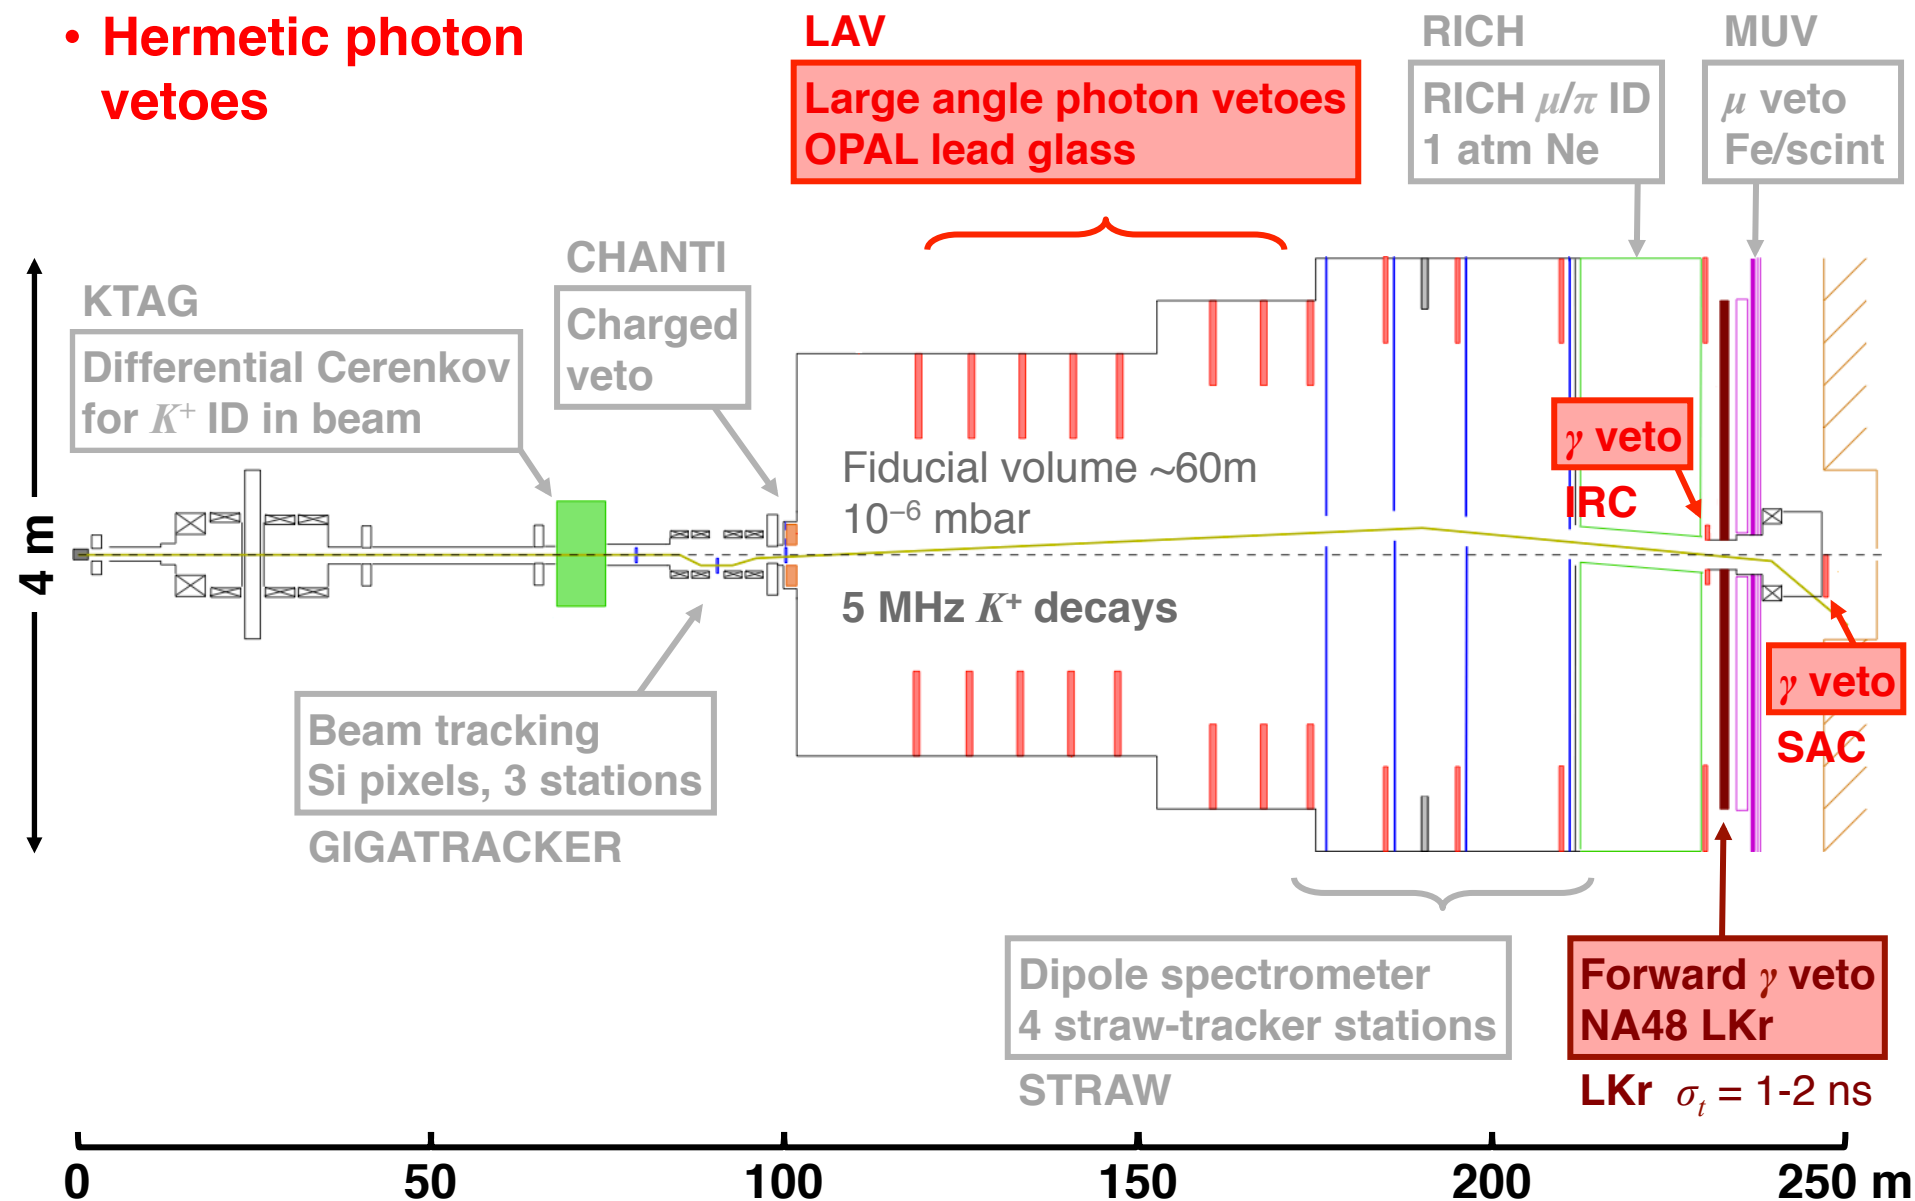 • Hermetic photon
vetoes
LAV
Large angle photon vetoes
OPAL lead glass
RICH
RICH μ/π ID
1 atm Ne
MUV
μ veto
Fe/scint
KTAG
Differential Cerenkov
for K⁺ ID in beam
CHANTI
Charged
veto
4 m
Fiducial volume ~60m
10⁻⁶ mbar
5 MHz K⁺ decays
γ veto
IRC
γ veto
SAC
Beam tracking
Si pixels, 3 stations
GIGATRACKER
Dipole spectrometer
4 straw-tracker stations
STRAW
Forward γ veto
NA48 LKr
LKr σₜ = 1-2 ns
0 50 100 150 200 250 m